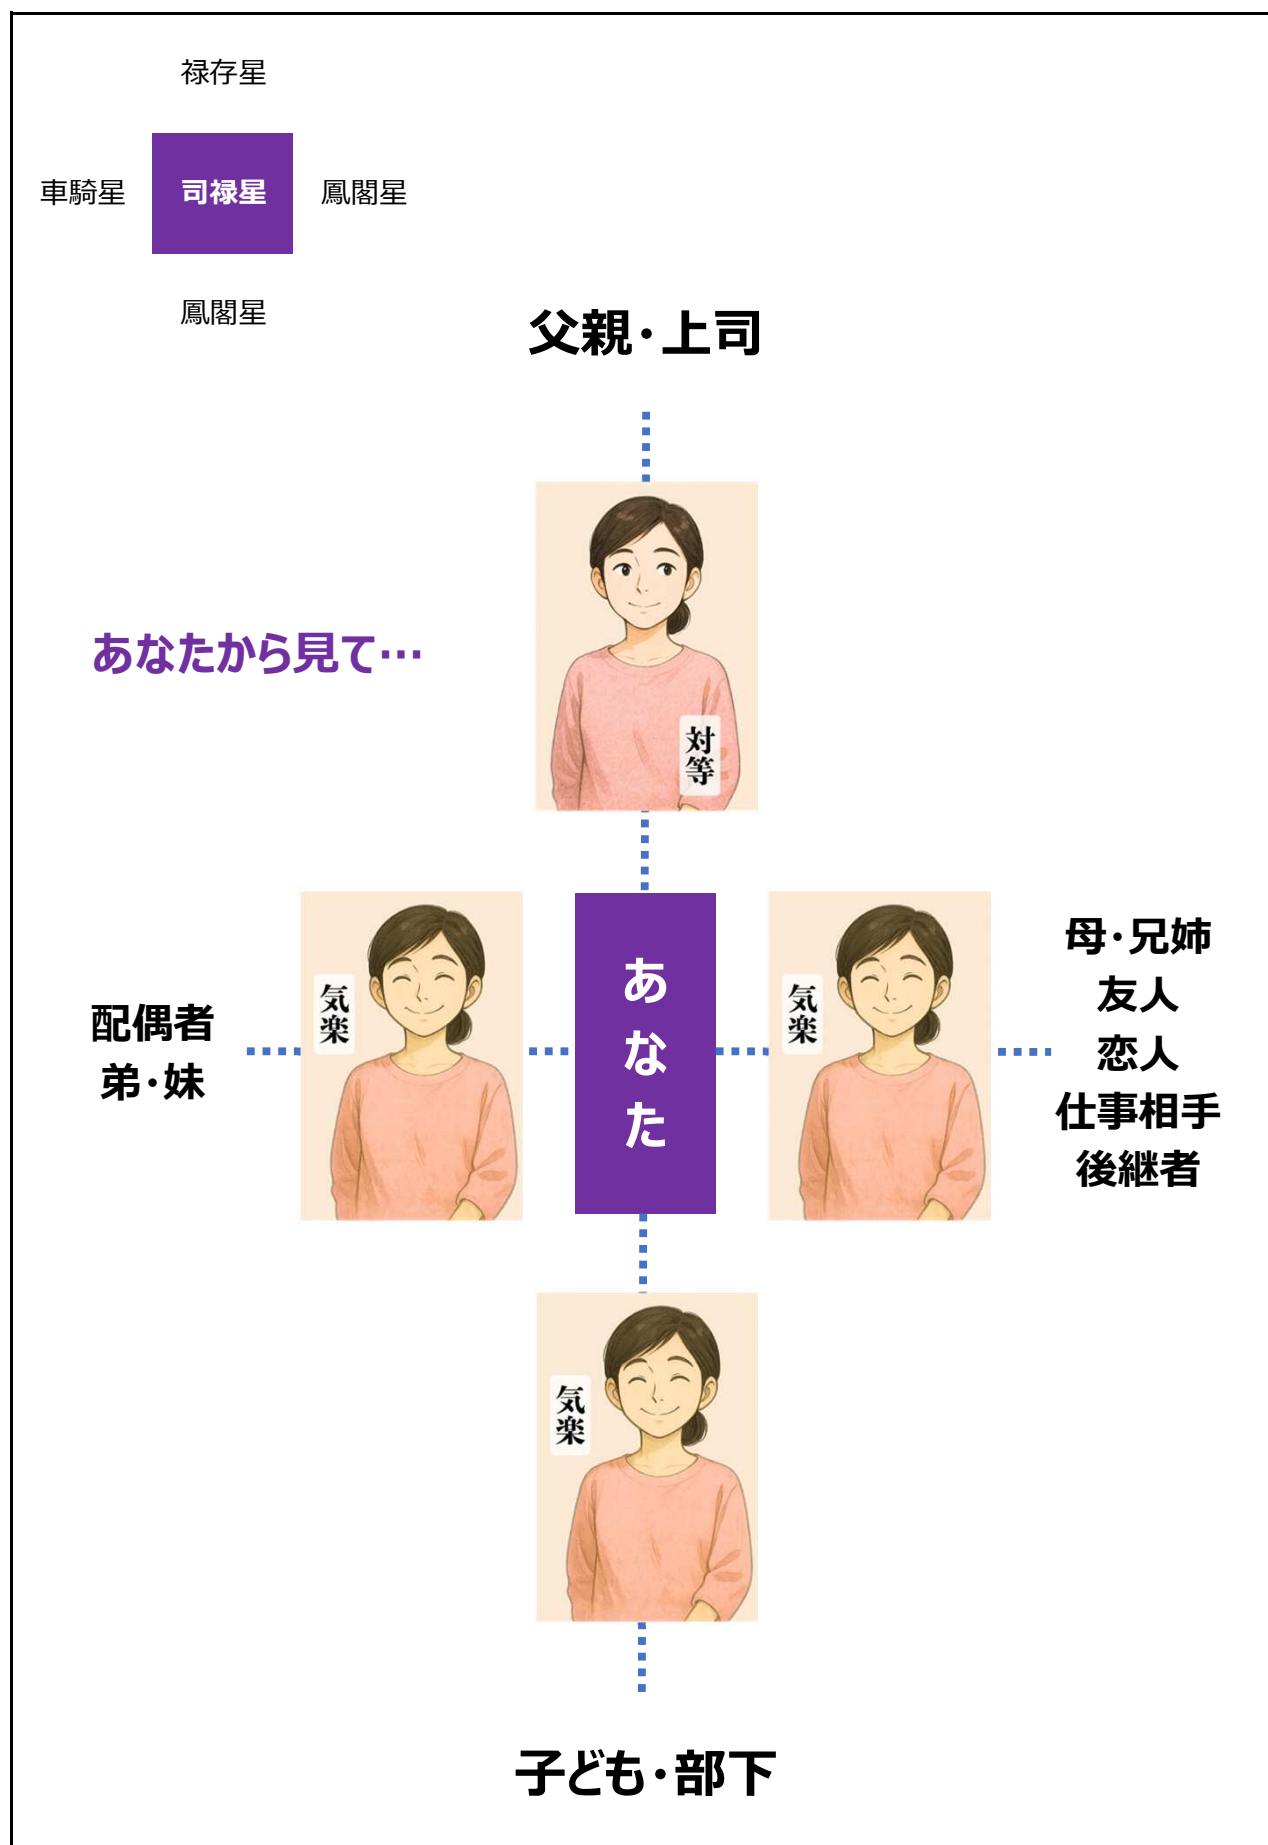 禄存星
車騎星 司禄星 鳳閣星
鳳閣星
父親・上司
あなたから見て…
対等
気楽
気楽
配偶者
弟・妹
あなた
母・兄姉
友人
恋人
仕事相手
後継者
気楽
子ども・部下